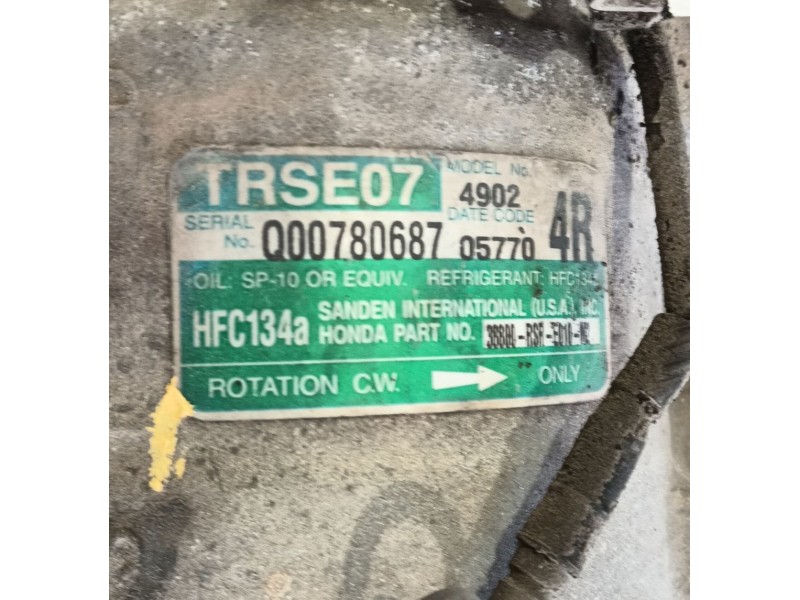 TRSE07 MODEL No. 4902 4R
SERIAL No. Q00780687 DATE CODE 05770
OIL: SP-10 OR EQUIV. REFRIGERANT: HFC134a
HFC134a SANDEN INTERNATIONAL (U.S.A.), INC.
HONDA PART NO.
ROTATION C.W. ONLY